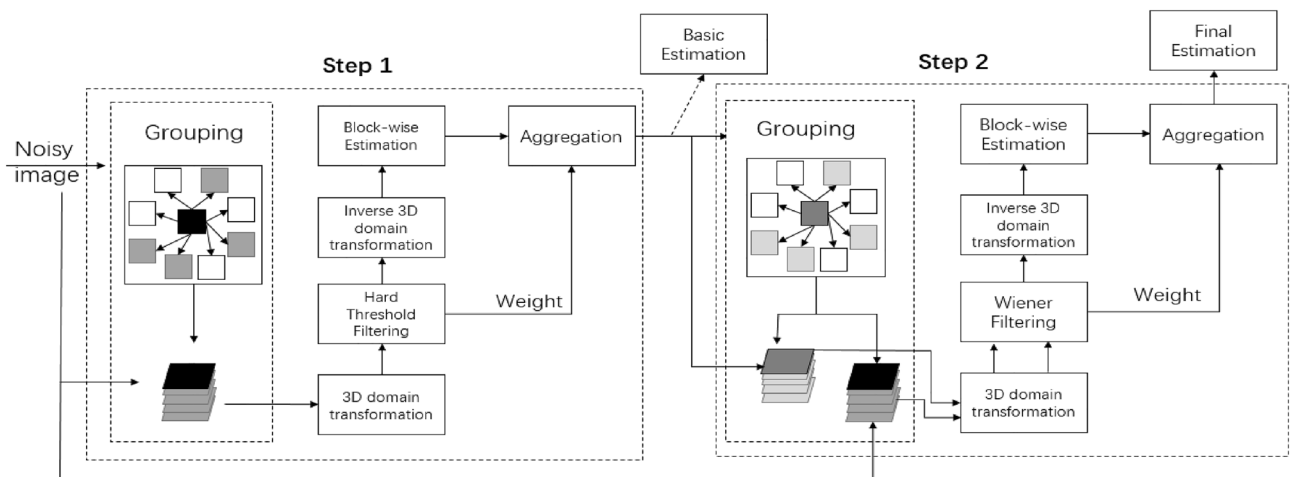 Step 1
Noisy
image
Grouping
Block-wise
Estimation
Aggregation
Inverse 3D
domain
transformation
Hard
Threshold
Filtering
Weight
3D domain
transformation
Basic
Estimation
Step 2
Final
Estimation
Grouping
Block-wise
Estimation
Aggregation
Inverse 3D
domain
transformation
Wiener
Filtering
Weight
3D domain
transformation